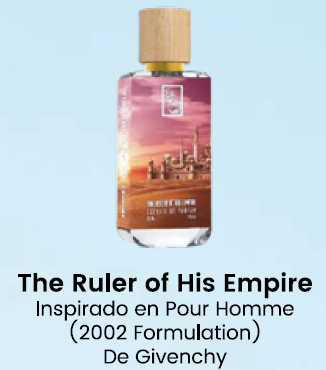 The Ruler of His Empire
Inspirado en Pour Homme
(2002 Formulation)
De Givenchy